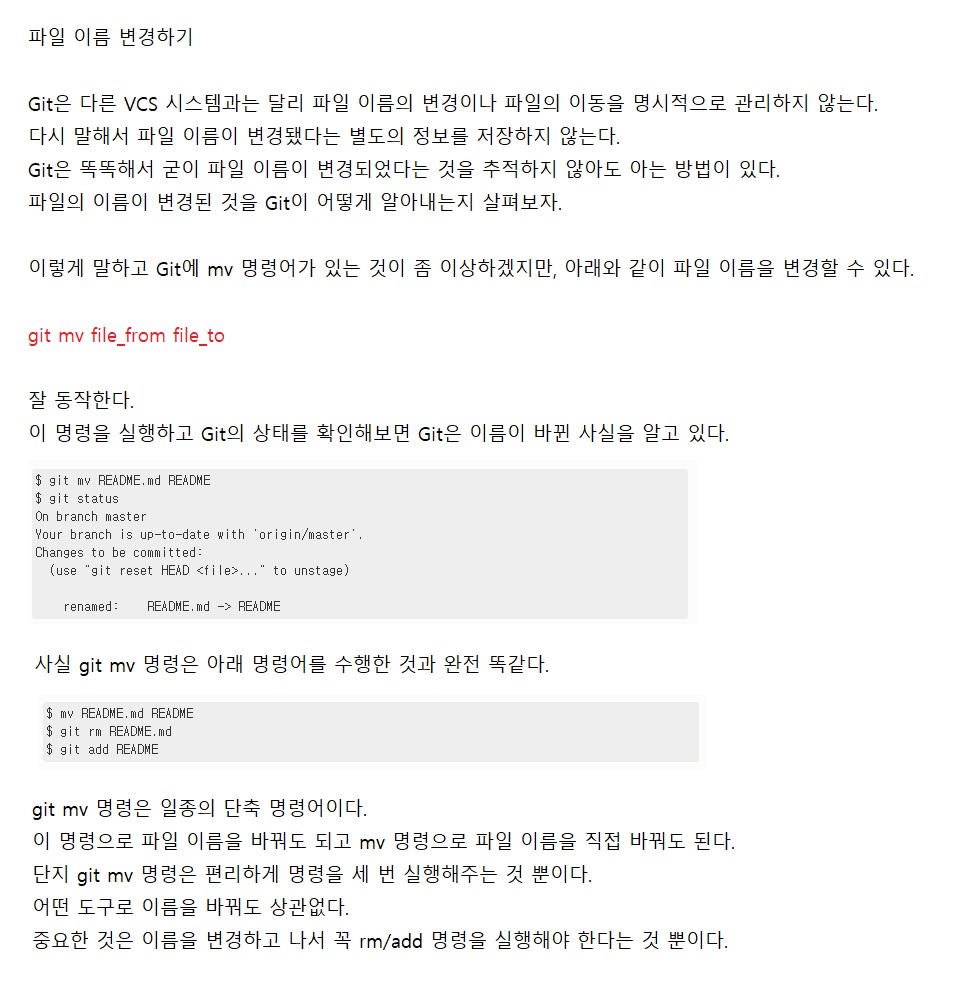 파일 이름 변경하기
Git은 다른 VCS 시스템과는 달리 파일 이름의 변경이나 파일의 이동을 명시적으로 관리하지 않는다.
다시 말해서 파일 이름이 변경됐다는 별도의 정보를 저장하지 않는다.
Git은 똑똑해서 굳이 파일 이름이 변경되었다는 것을 추적하지 않아도 아는 방법이 있다.
파일의 이름이 변경된 것을 Git이 어떻게 알아내는지 살펴보자.
이렇게 말하고 Git에 mv 명령어가 있는 것이 좀 이상하겠지만, 아래와 같이 파일 이름을 변경할 수 있다.
git mv file_from file_to
잘 동작한다.
이 명령을 실행하고 Git의 상태를 확인해보면 Git은 이름이 바뀐 사실을 알고 있다.
$ git mv README.md README
$ git status
On branch master
Your branch is up-to-date with 'origin/master'.
Changes to be committed:
  (use "git reset HEAD <file>..." to unstage)
    renamed:    README.md -> README
사실 git mv 명령은 아래 명령어를 수행한 것과 완전 똑같다.
$ mv README.md README
$ git rm README.md
$ git add README
git mv 명령은 일종의 단축 명령어이다.
이 명령으로 파일 이름을 바꿔도 되고 mv 명령으로 파일 이름을 직접 바꿔도 된다.
단지 git mv 명령은 편리하게 명령을 세 번 실행해주는 것 뿐이다.
어떤 도구로 이름을 바꿔도 상관없다.
중요한 것은 이름을 변경하고 나서 꼭 rm/add 명령을 실행해야 한다는 것 뿐이다.